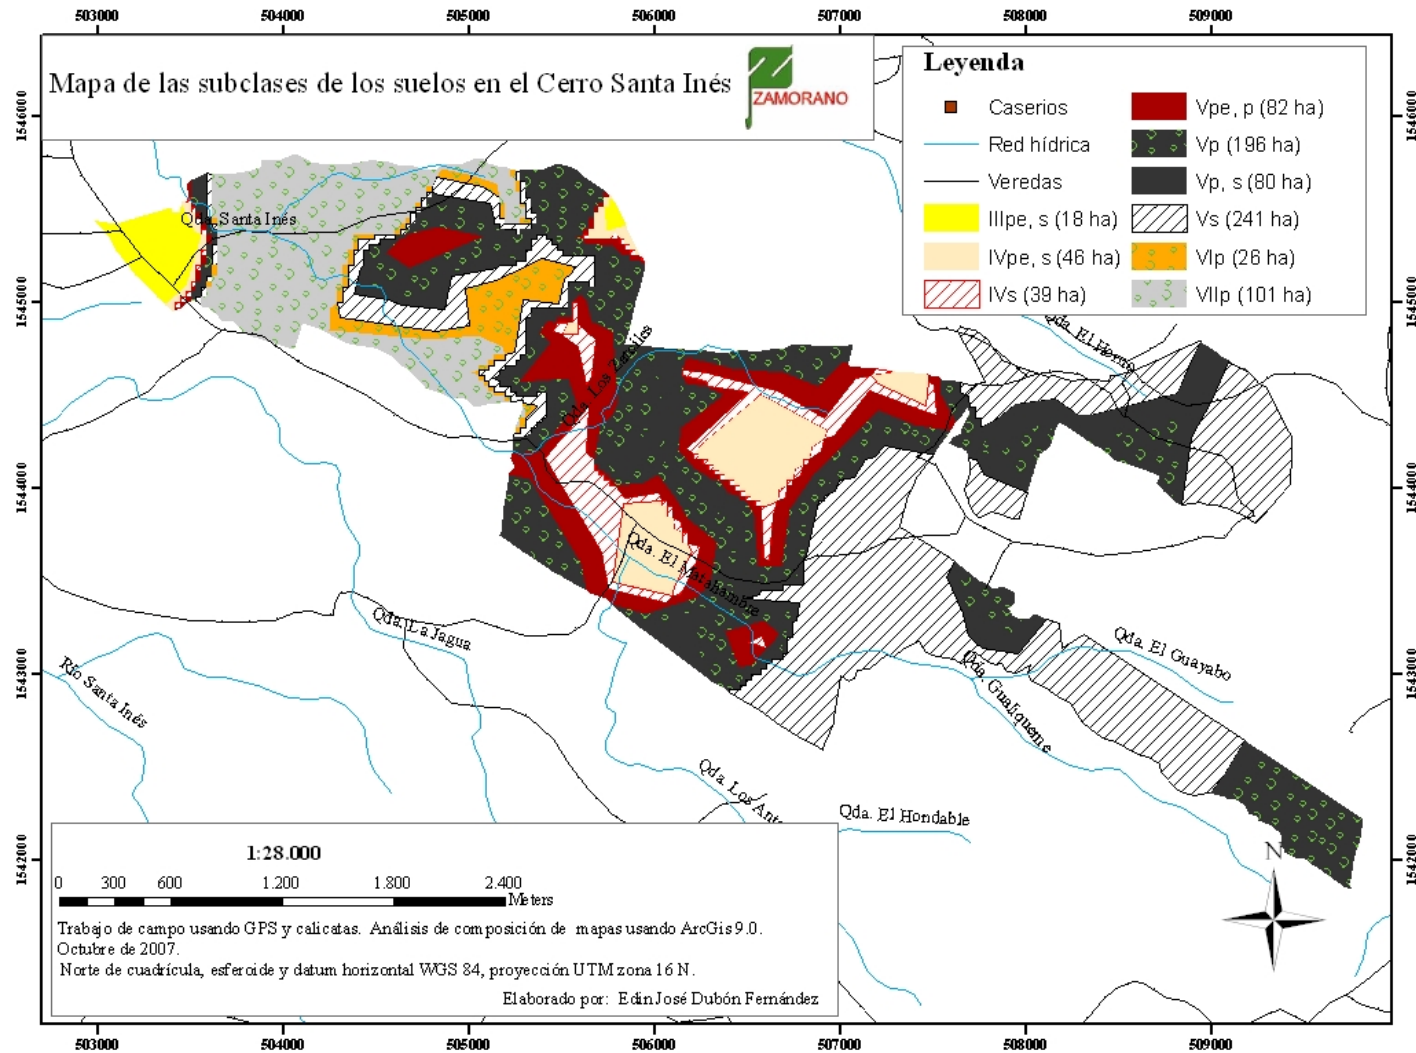 503000 504000 505000 506000 507000 508000 509000
Mapa de las subclases de los suelos en el Cerro Santa Inés
ZAMORANO
Leyenda
Caserios
Red hídrica
Veredas
IIIpe, s (18 ha)
IVpe, s (46 ha)
IVs (39 ha)
Vpe, p (82 ha)
Vp (196 ha)
Vp, s (80 ha)
Vs (241 ha)
VIp (26 ha)
VIIp (101 ha)
1546000 1546000
1545000 1545000
1544000 1544000
1543000 1543000
1542000 1542000
Qda. Santa Inés
Qda. El Horno
Qda. Los Zatales
Qda. El Matahambre
Qda. La Jagua
Río Santa Inés
Qda. El Guayabo
Qda. Gualiqueme
Qda. Los
Qda. El Hondable
N
1:28.000
0 300 600 1.200 1.800 2.400
Meters
Trabajo de campo usando GPS y calicatas. Análisis de composición de mapas usando ArcGis 9.0.
Octubre de 2007.
Norte de cuadrícula, esferoide y datum horizontal WGS 84, proyección UTM zona 16 N.
Elaborado por: Edin José Dubón Fernández
503000 504000 505000 506000 507000 508000 509000